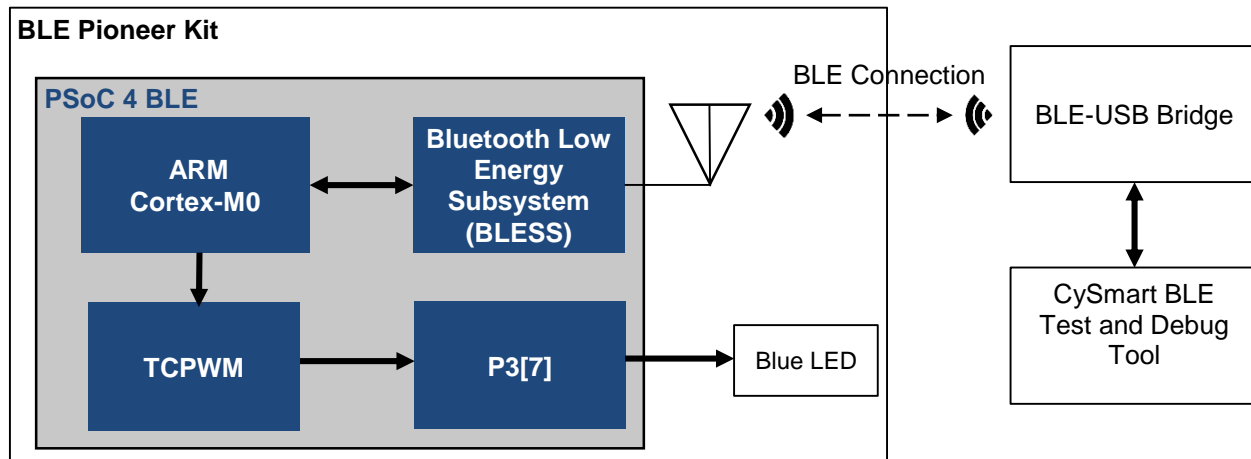 BLE Pioneer Kit
PSoC 4 BLE
ARM
Cortex-M0
Bluetooth Low
Energy
Subsystem
(BLESS)
BLE Connection
BLE-USB Bridge
TCPWM
P3[7]
Blue LED
CySmart BLE
Test and Debug
Tool